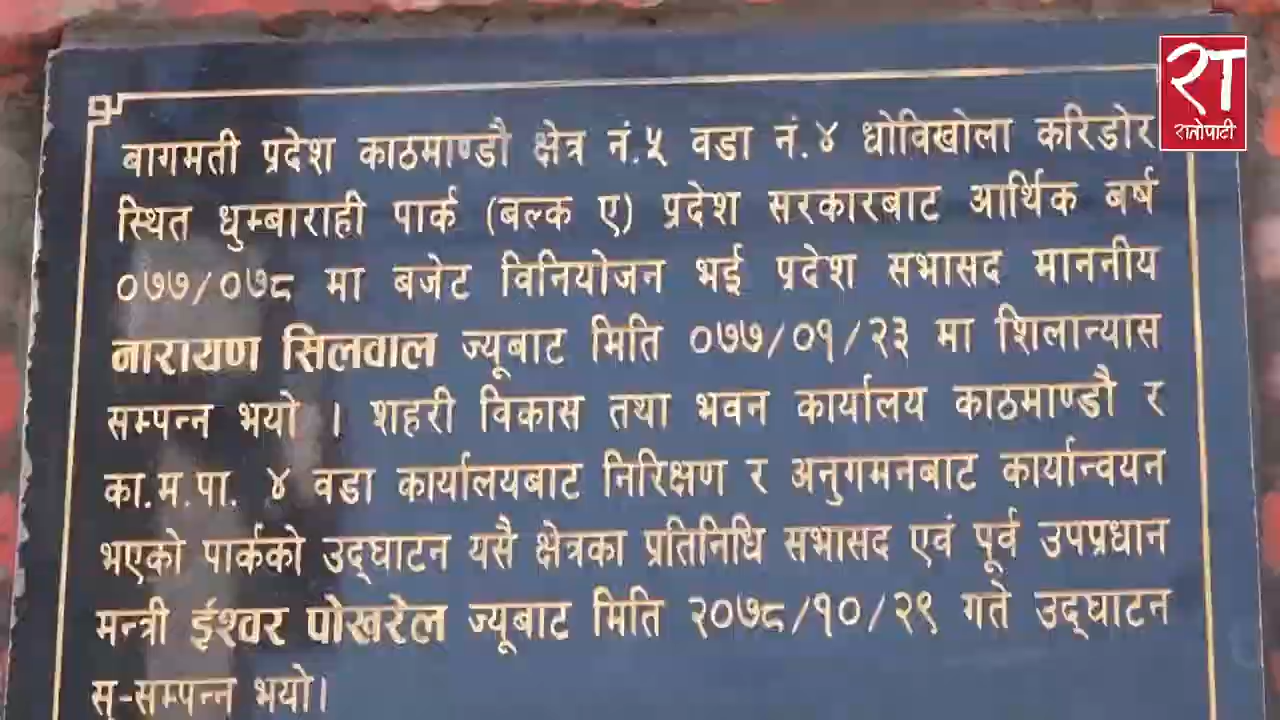 रा
रातोपाटी
बागमती प्रदेश काठमाण्डौ क्षेत्र नं.५ वडा नं.४ धोविखोला करिडोर
स्थित धुम्बाराही पार्क (बल्क ए) प्रदेश सरकारबाट आर्थिक बर्ष
०७७/०७८ मा बजेट विनियोजन भई प्रदेश सभासद माननीय
नारायण सिलवाल ज्यूबाट मिति ०७७/०१/२३ मा शिलान्यास
सम्पन्न भयो । शहरी विकास तथा भवन कार्यालय काठमाण्डौ र
का.म.पा. ४ वडा कार्यालयबाट निरिक्षण र अनुगमनबाट कार्यान्वयन
भएको पार्कको उद्घाटन यसै क्षेत्रका प्रतिनिधि सभासद एवं पूर्व उपप्रधान
मन्त्री ईश्वर पोखरेल ज्यूबाट मिति २०७८/१०/२९ गते उद्घाटन
स्-सम्पन्न भयो।